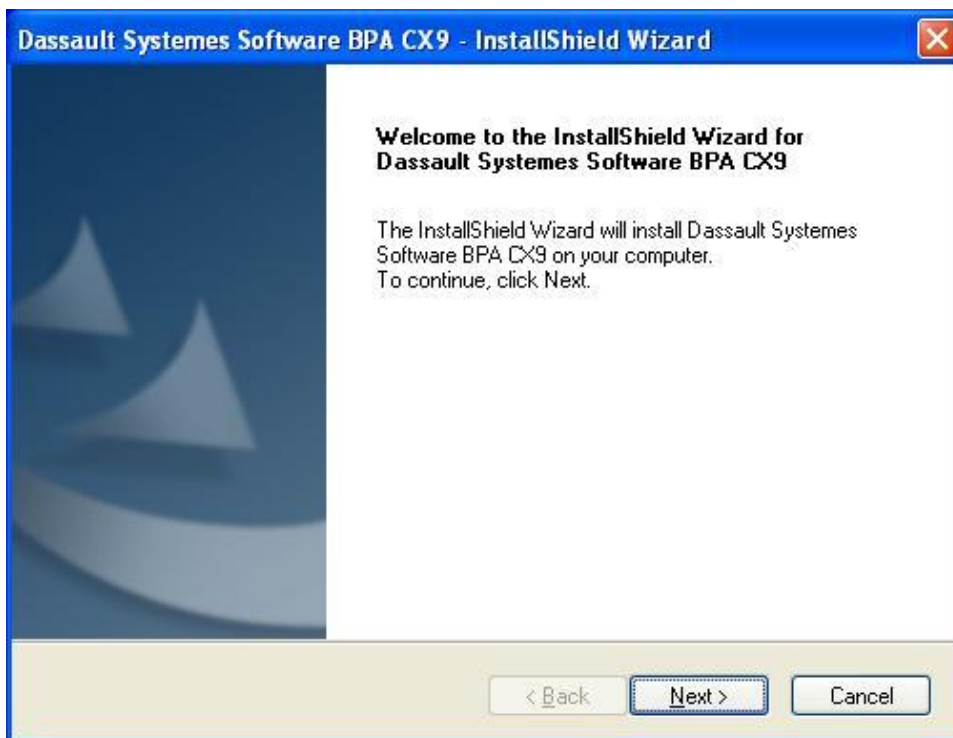 Dassault Systemes Software BPA CX9 - InstallShield Wizard
Welcome to the InstallShield Wizard for
Dassault Systemes Software BPA CX9
The InstallShield Wizard will install Dassault Systemes
Software BPA CX9 on your computer.
To continue, click Next.
< Back Next > Cancel